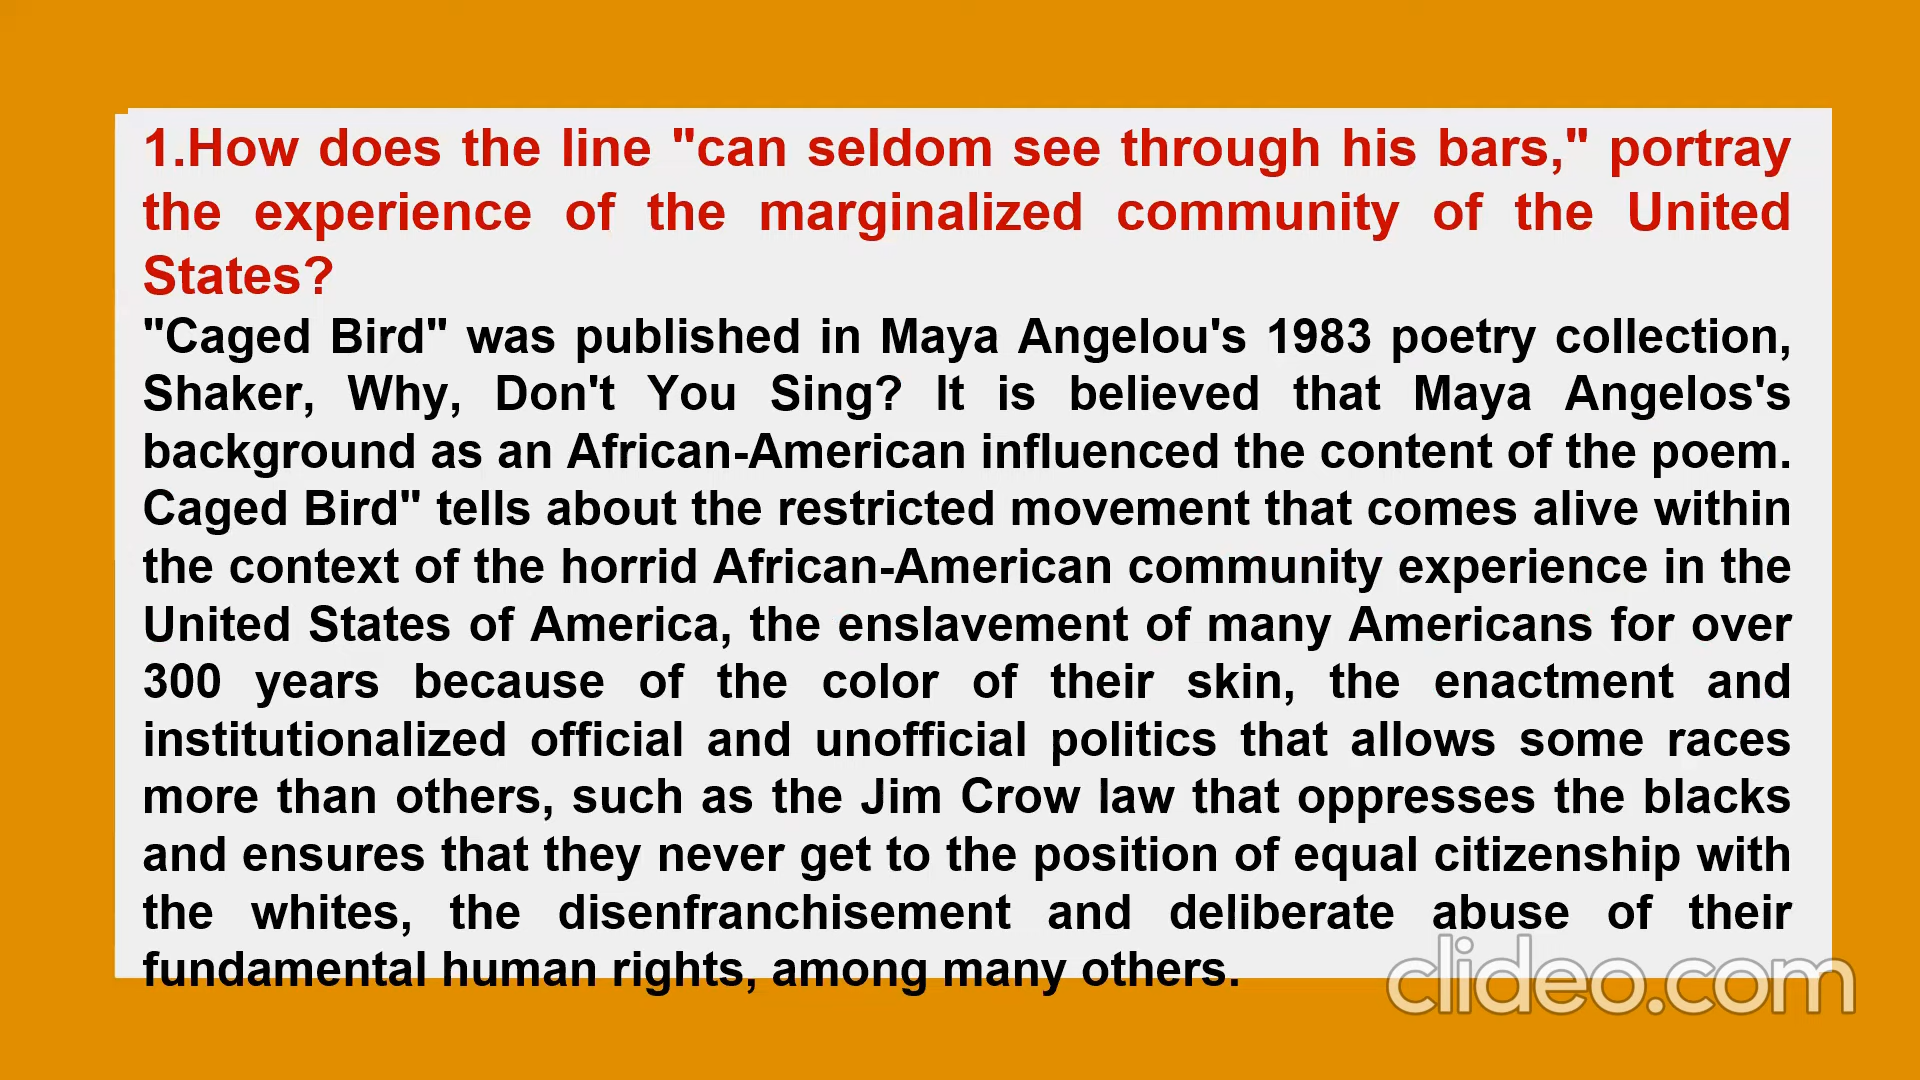 1.How does the line "can seldom see through his bars," portray
the experience of the marginalized community of the United
States?
"Caged Bird" was published in Maya Angelou's 1983 poetry collection,
Shaker, Why, Don't You Sing? It is believed that Maya Angelos's
background as an African-American influenced the content of the poem.
Caged Bird" tells about the restricted movement that comes alive within
the context of the horrid African-American community experience in the
United States of America, the enslavement of many Americans for over
300 years because of the color of their skin, the enactment and
institutionalized official and unofficial politics that allows some races
more than others, such as the Jim Crow law that oppresses the blacks
and ensures that they never get to the position of equal citizenship with
the whites, the disenfranchisement and deliberate abuse of their
fundamental human rights, among many others.
clideo.com